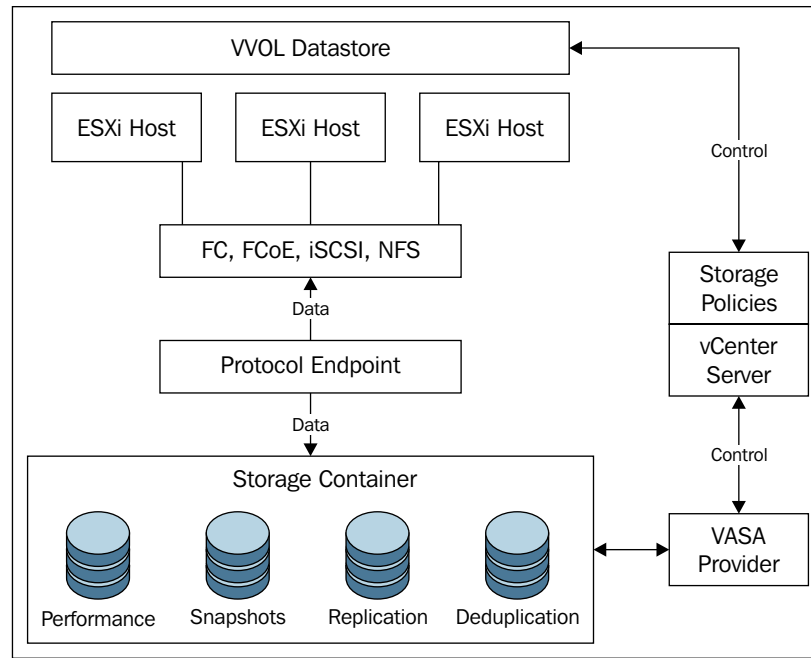 VVOL Datastore
ESXi Host
ESXi Host
ESXi Host
Control
FC, FCoE, iSCSI, NFS
Storage
Policies
Data
Protocol Endpoint
vCenter
Server
Data
Control
Storage Container
VASA
Provider
Performance
Snapshots
Replication
Deduplication